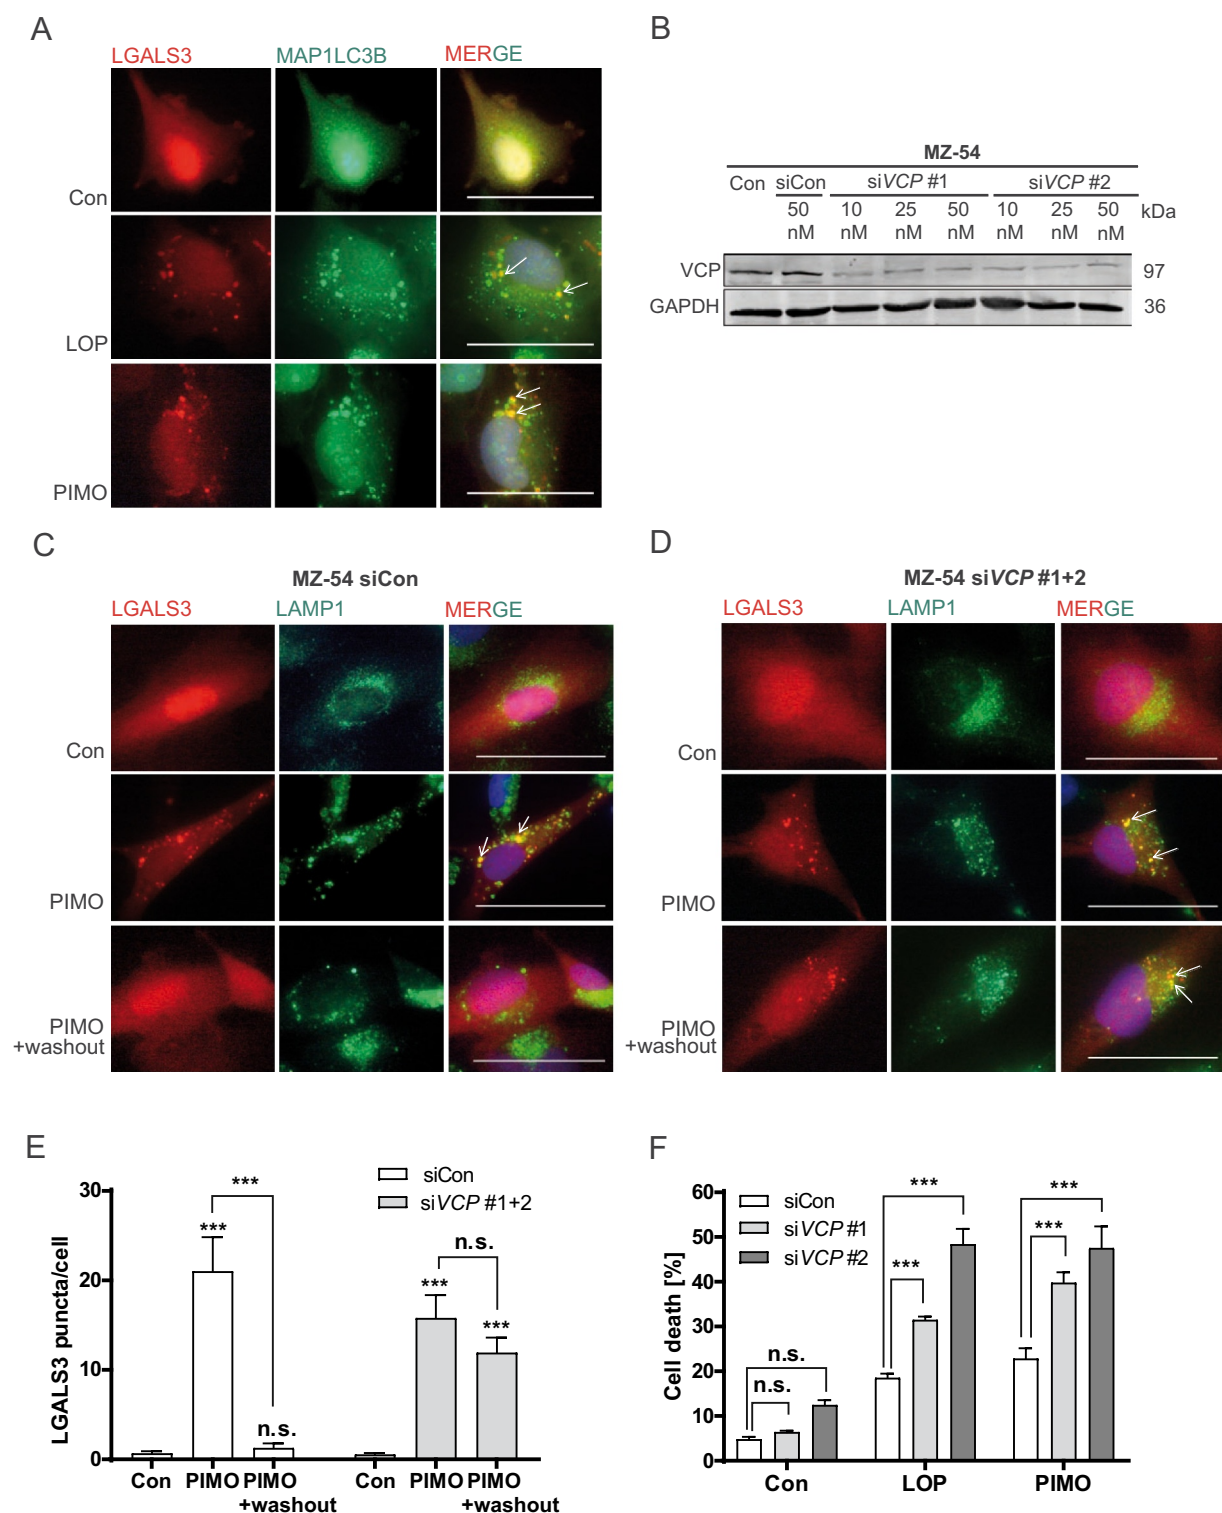 A
LGALS3 MAP1LC3B MERGE
Con
LOP
PIMO
B
MZ-54
Con siCon siVCP #1 siVCP #2
50 10 25 50 10 25 50 kDa
nM nM nM nM nM nM nM
VCP 97
GAPDH 36
C
MZ-54 siCon
LGALS3 LAMP1 MERGE
Con
PIMO
PIMO
+washout
D
MZ-54 siVCP #1+2
LGALS3 LAMP1 MERGE
Con
PIMO
PIMO
+washout
E
siCon
siVCP #1+2
LGALS3 puncta/cell
30
20
10
0
***
***
n.s.
n.s.
***
***
Con PIMO PIMO Con PIMO PIMO
+washout +washout
F
siCon
siVCP #1
siVCP #2
Cell death [%]
60
50
40
30
20
10
0
n.s.
n.s.
***
***
***
***
Con LOP PIMO